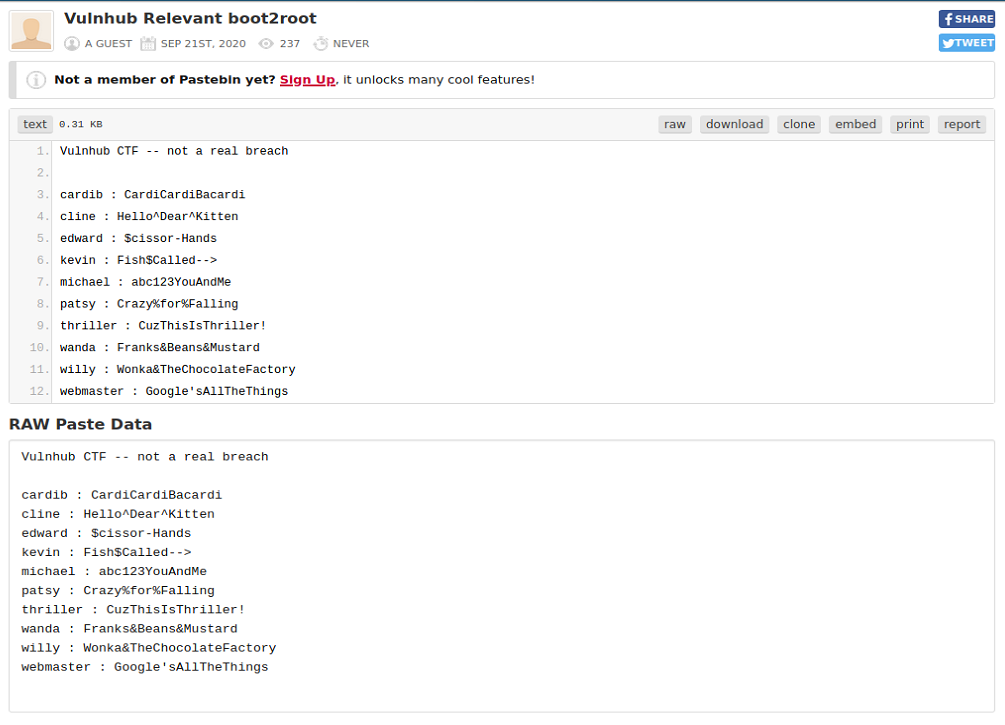 Vulnhub Relevant boot2root
SHARE
A GUEST SEP 21ST, 2020 237 NEVER
TWEET
Not a member of Pastebin yet? Sign Up, it unlocks many cool features!
text 0.31 KB raw download clone embed print report
1. Vulnhub CTF -- not a real breach
2.
3. cardib : CardiCardiBacardi
4. cline : Hello^Dear^Kitten
5. edward : $cissor-Hands
6. kevin : Fish$Called-->
7. michael : abc123YouAndMe
8. patsy : Crazy%for%Falling
9. thriller : CuzThisIsThriller!
10. wanda : Franks&Beans&Mustard
11. willy : Wonka&TheChocolateFactory
12. webmaster : Google'sAllTheThings
RAW Paste Data
Vulnhub CTF -- not a real breach
cardib : CardiCardiBacardi
cline : Hello^Dear^Kitten
edward : $cissor-Hands
kevin : Fish$Called-->
michael : abc123YouAndMe
patsy : Crazy%for%Falling
thriller : CuzThisIsThriller!
wanda : Franks&Beans&Mustard
willy : Wonka&TheChocolateFactory
webmaster : Google'sAllTheThings